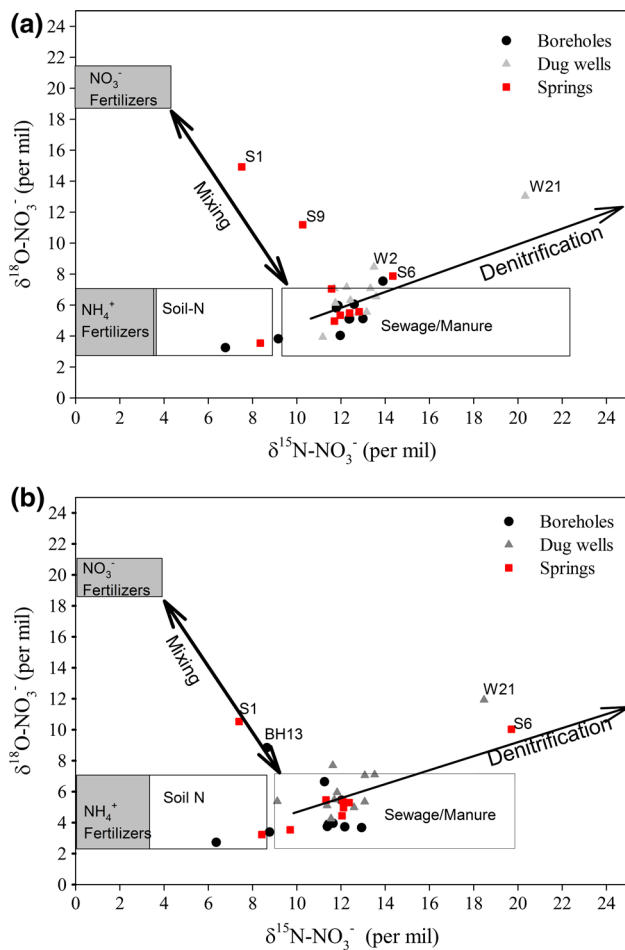 (a)
24
22
20
18
16
14
12
10
8
6
4
2
0
δ¹⁸O-NO₃⁻ (per mil)
NO₃⁻
Fertilizers
Boreholes
Dug wells
Springs
S1
Mixing
S9
W21
W2
S6
Denitrification
NH₄⁺
Fertilizers
Soil-N
Sewage/Manure
0 2 4 6 8 10 12 14 16 18 20 22 24
δ¹⁵N-NO₃⁻ (per mil)
(b)
24
22
20
18
16
14
12
10
8
6
4
2
0
δ¹⁸O-NO₃⁻ (per mil)
NO₃⁻
Fertilizers
Boreholes
Dug wells
Springs
Mixing
S1
BH13
W21
S6
Denitrification
NH₄⁺
Fertilizers
Soil N
Sewage/Manure
0 2 4 6 8 10 12 14 16 18 20 22 24
δ¹⁵N-NO₃⁻ (per mil)